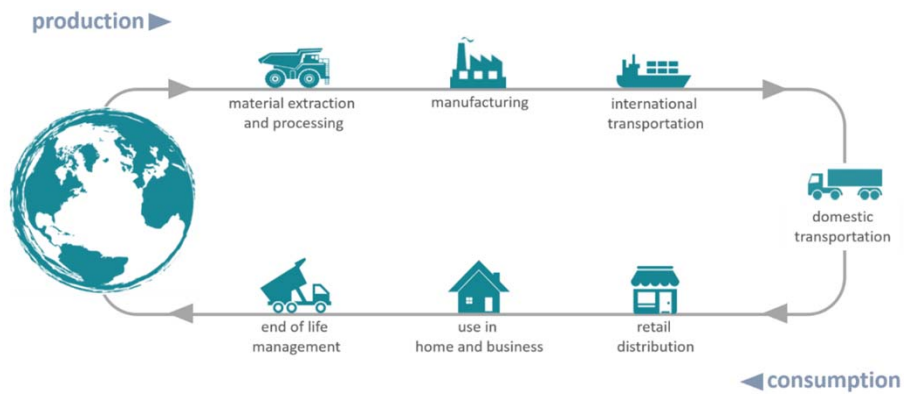 production
material extraction
and processing
manufacturing
international
transportation
domestic
transportation
end of life
management
use in
home and business
retail
distribution
consumption